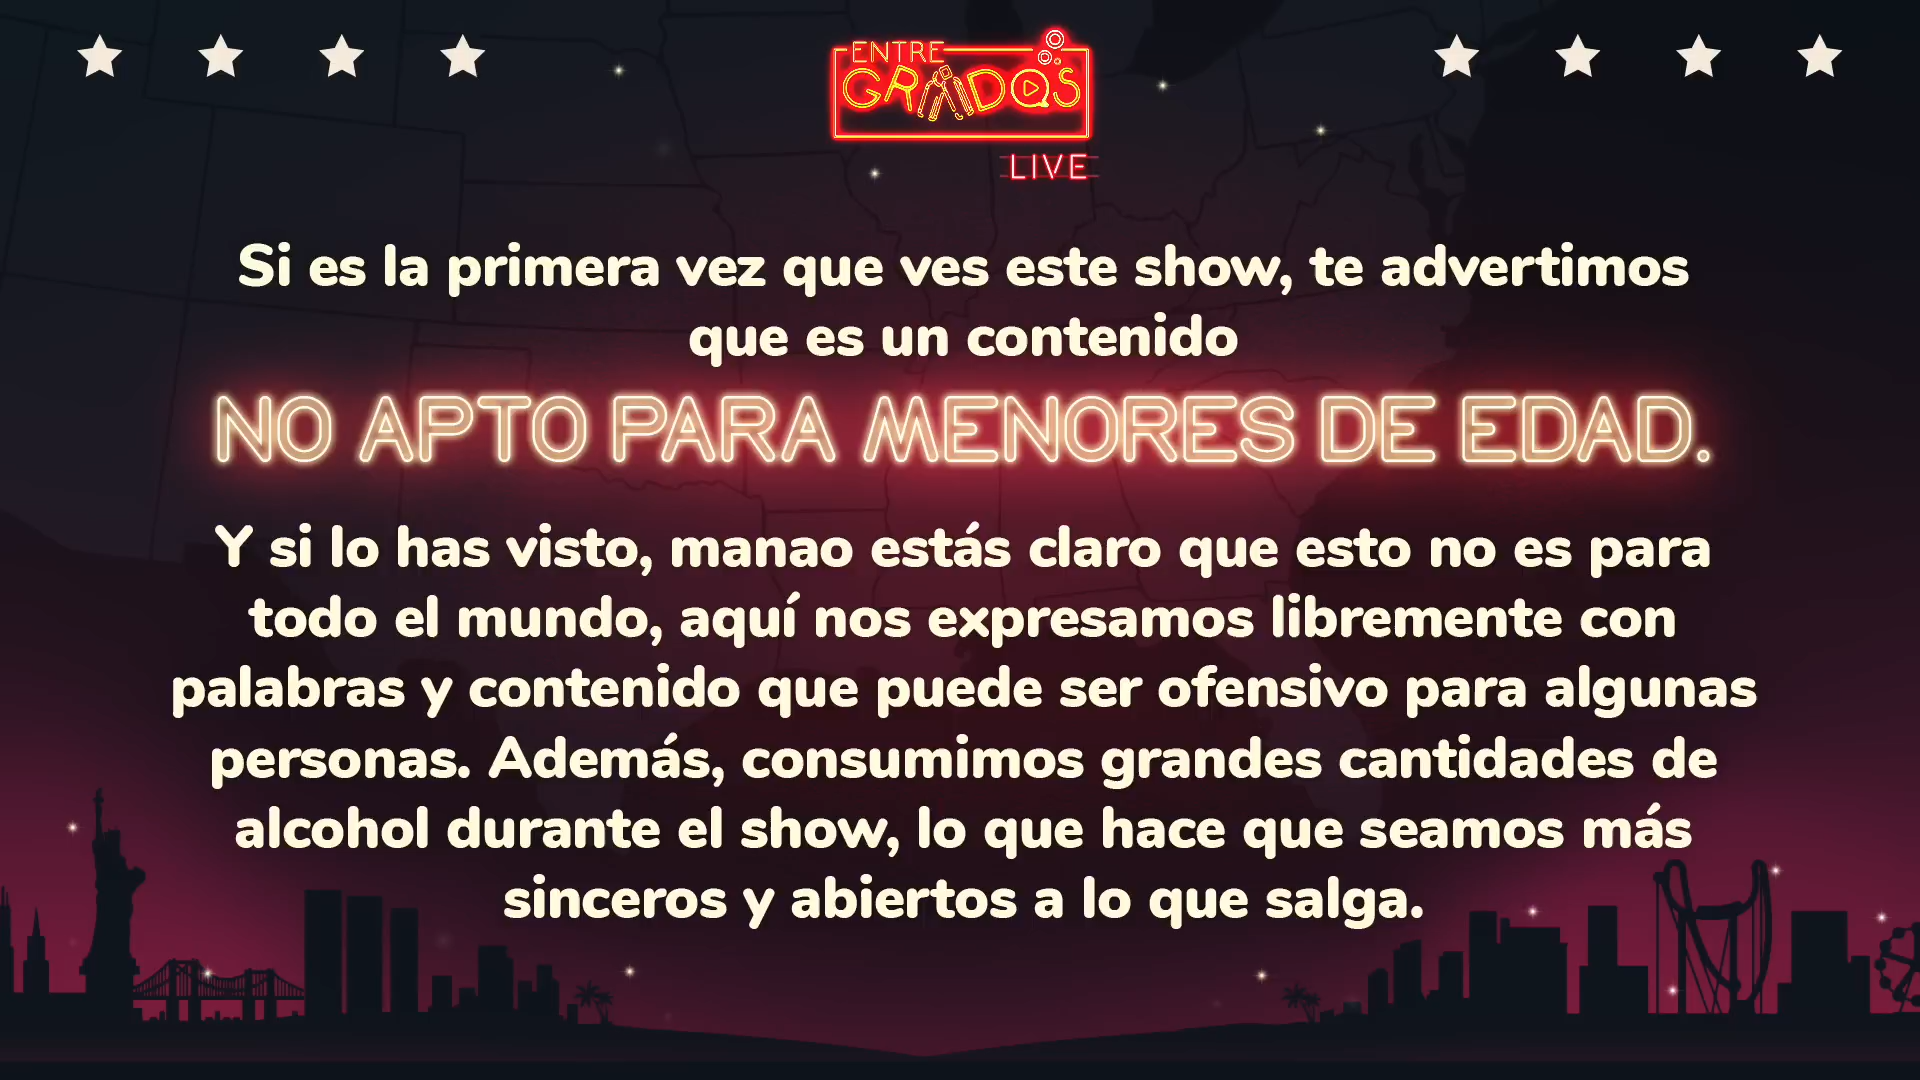 ENTRE
GRADOS
LIVE
Si es la primera vez que ves este show, te advertimos
que es un contenido
NO APTO PARA MENORES DE EDAD.
Y si lo has visto, manao estás claro que esto no es para
todo el mundo, aquí nos expresamos libremente con
palabras y contenido que puede ser ofensivo para algunas
personas. Además, consumimos grandes cantidades de
alcohol durante el show, lo que hace que seamos más
sinceros y abiertos a lo que salga.